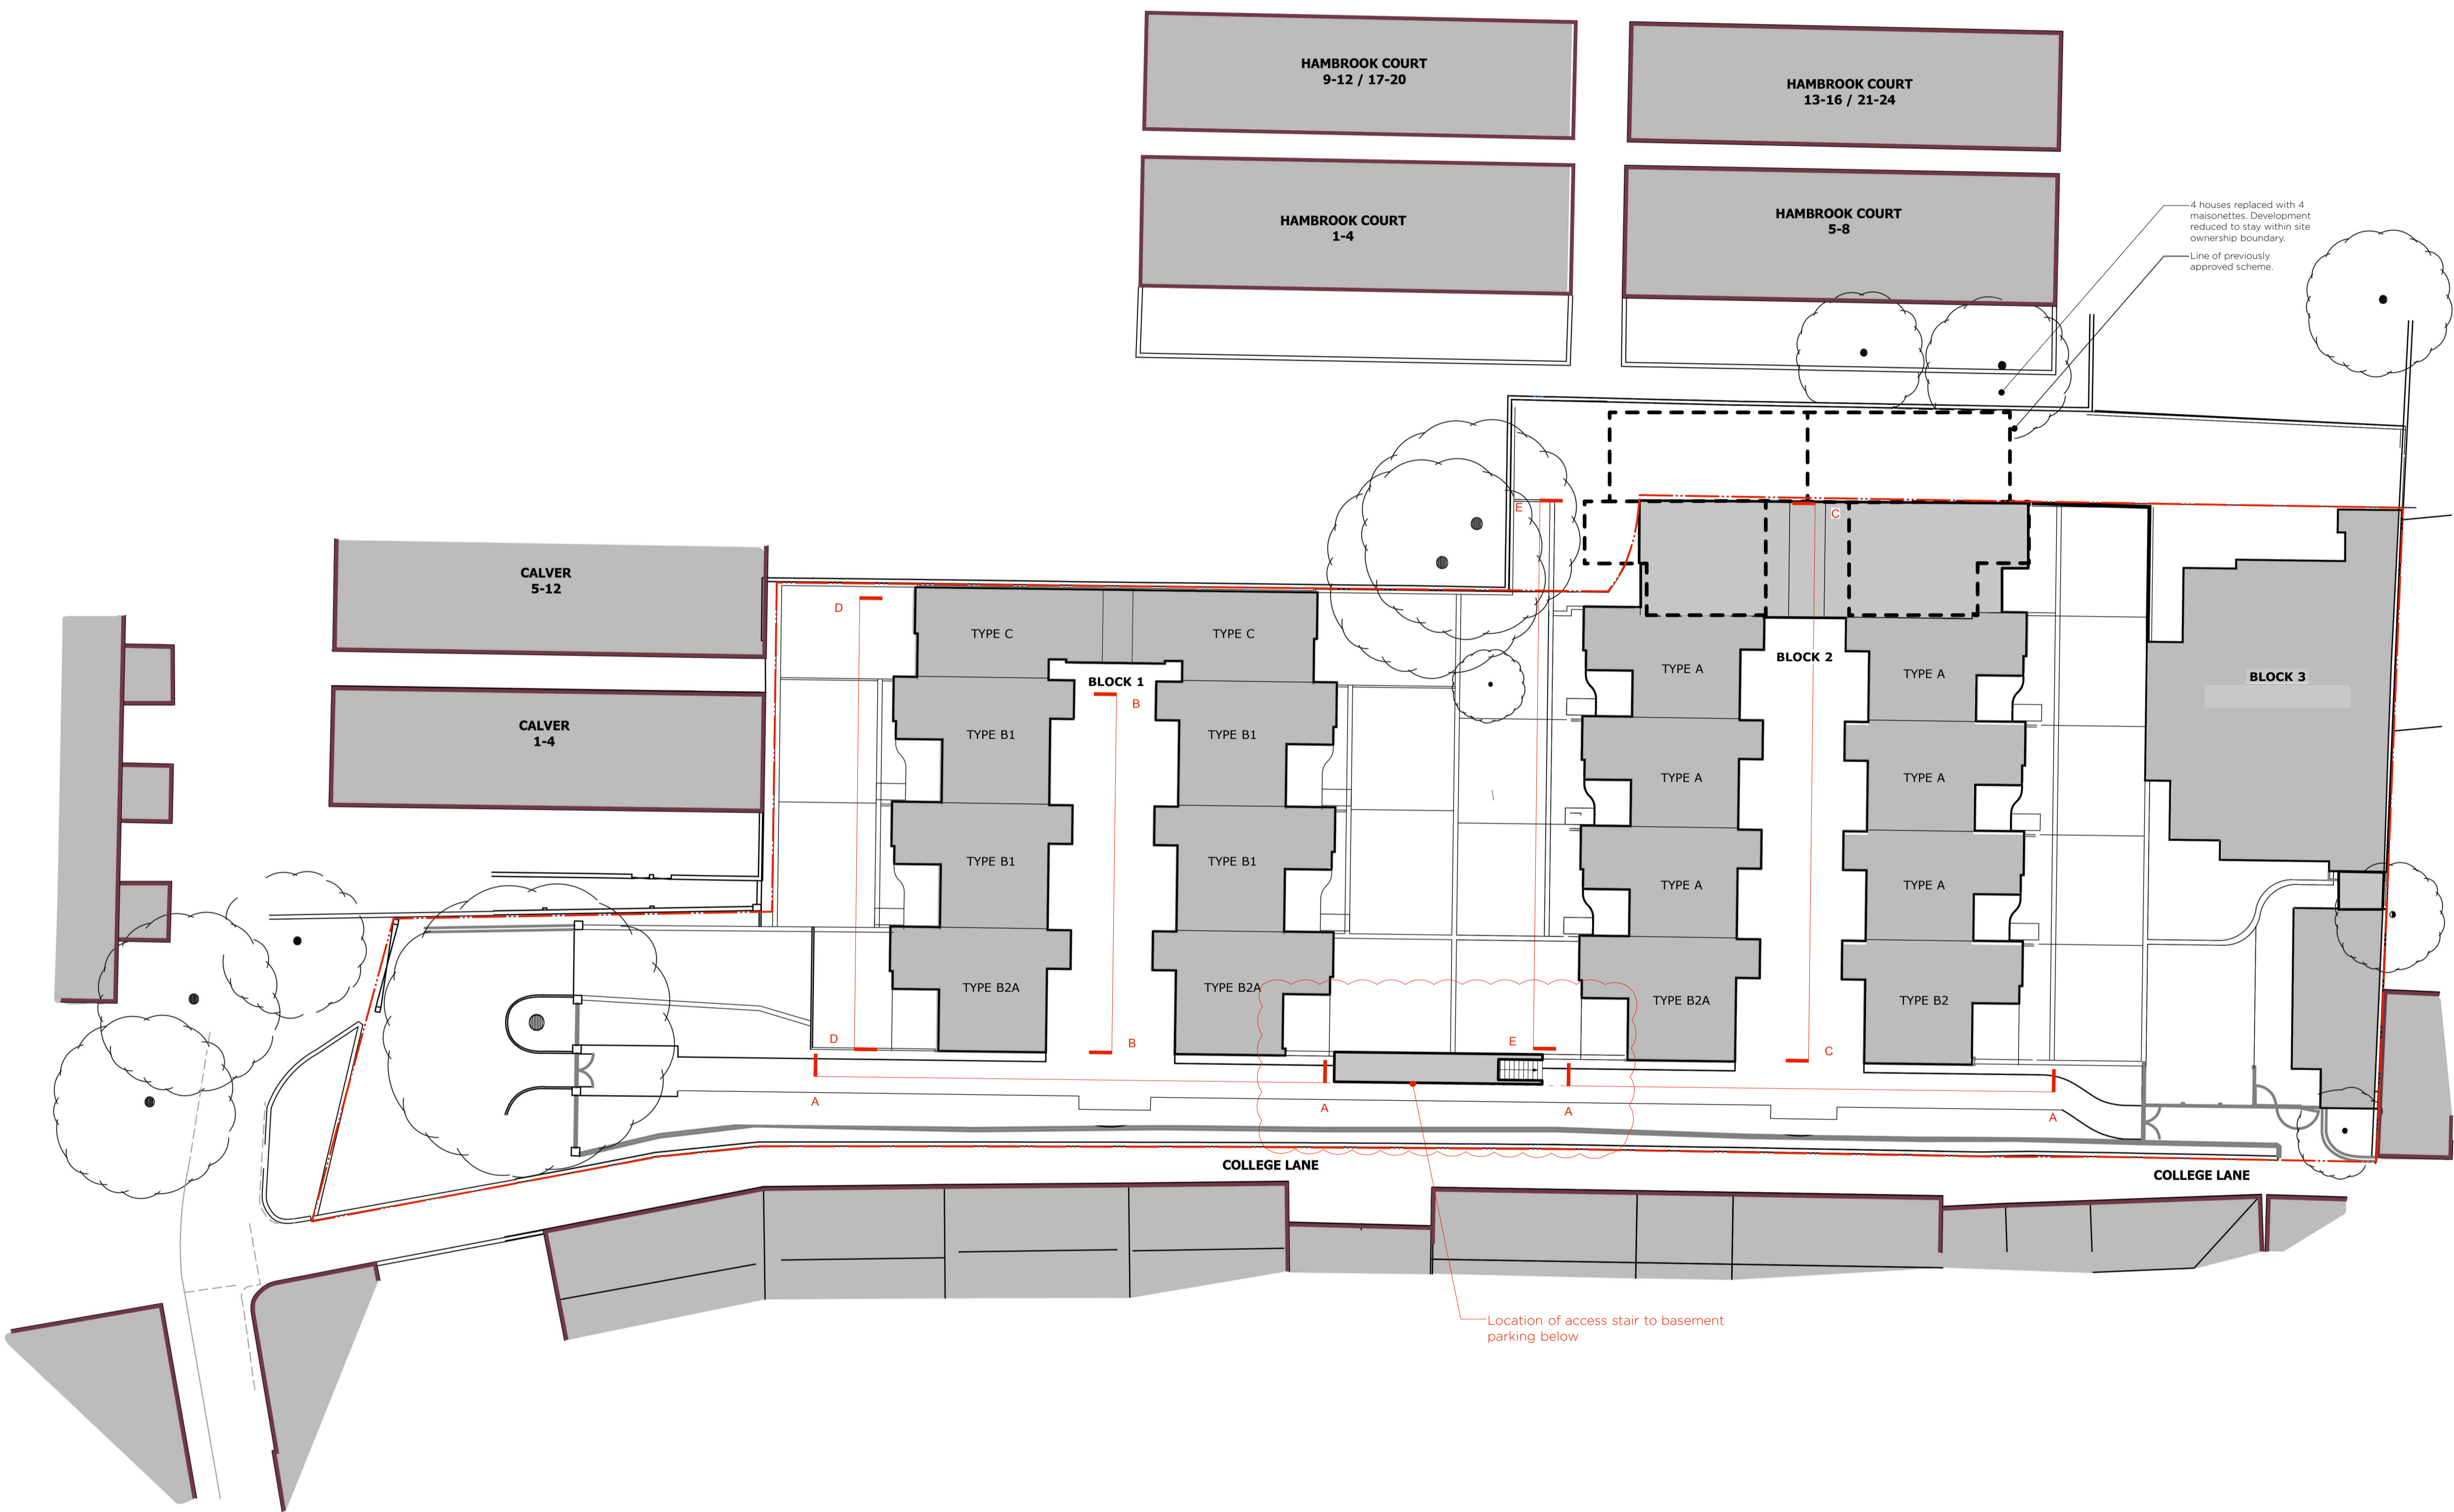 HAMBROOK COURT
9-12 / 17-20
HAMBROOK COURT
13-16 / 21-24
HAMBROOK COURT
1-4
HAMBROOK COURT
5-8
4 houses replaced with 4
maisonettes. Development
reduced to stay within site
ownership boundary.
Line of previously
approved scheme.
E
C
CALVER
5-12
D
TYPE C
TYPE C
BLOCK 1
B
BLOCK 2
TYPE A
TYPE A
BLOCK 3
CALVER
1-4
TYPE B1
TYPE B1
TYPE A
TYPE A
TYPE B1
TYPE B1
TYPE A
TYPE A
TYPE B2A
TYPE B2A
TYPE B2A
TYPE B2
D
B
E
C
A
A
A
A
COLLEGE LANE
COLLEGE LANE
Location of access stair to basement
parking below